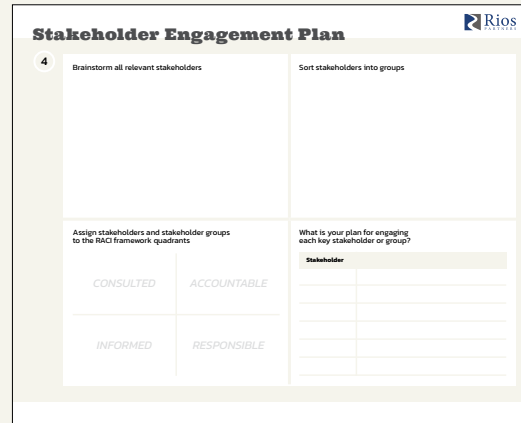 Stakeholder Engagement Plan
Rios
PARTNERS
4
Brainstorm all relevant stakeholders
Sort stakeholders into groups
Assign stakeholders and stakeholder groups
to the RACI framework quadrants
CONSULTED
ACCOUNTABLE
INFORMED
RESPONSIBLE
What is your plan for engaging
each key stakeholder or group?
Stakeholder